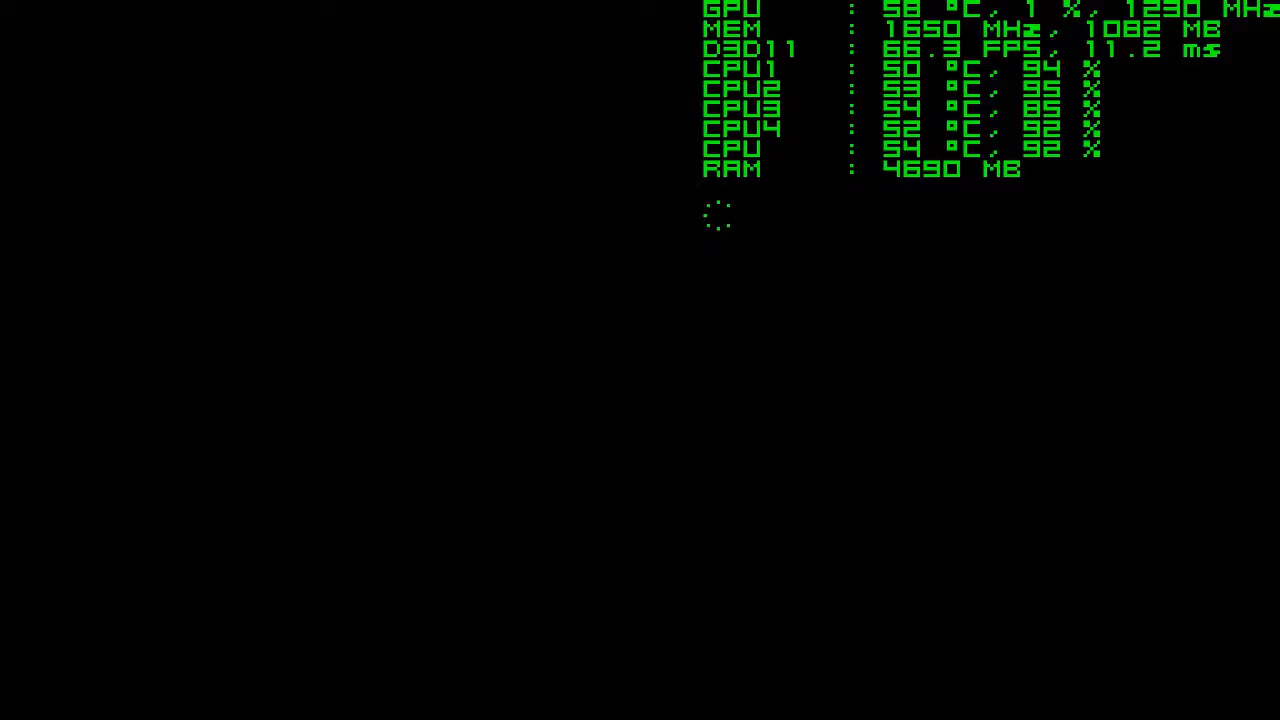 GPU : 58 °C, 1 %, 1230 MHz
MEM : 1650 MHz, 1082 MB
D3D11 : 66.3 FPS, 11.2 ms
CPU1 : 50 °C, 94 %
CPU2 : 53 °C, 95 %
CPU3 : 54 °C, 85 %
CPU4 : 52 °C, 92 %
CPU : 54 °C, 92 %
RAM : 4690 MB